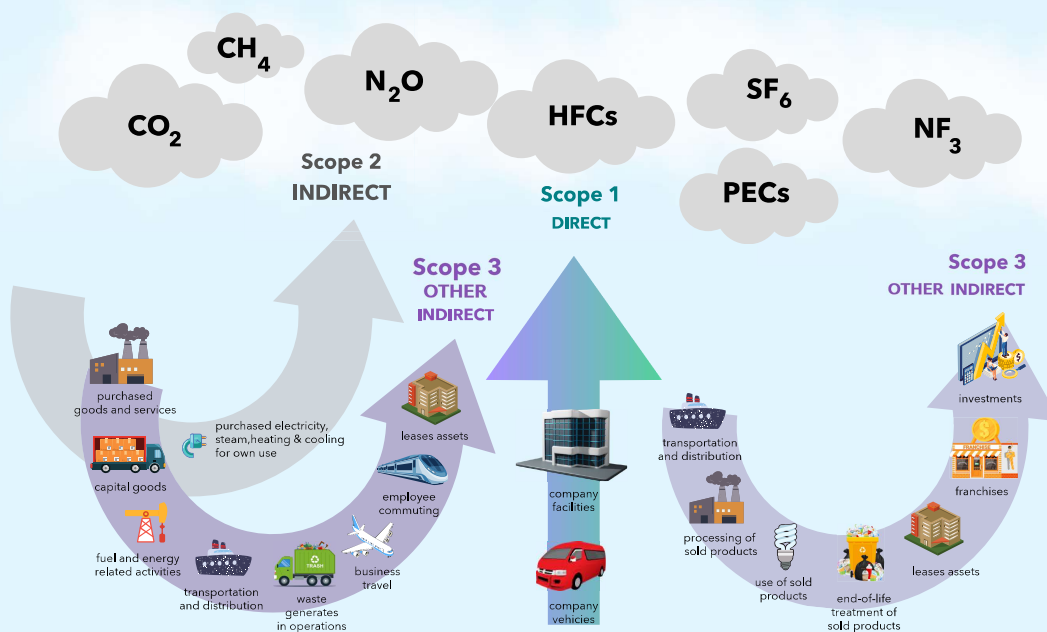 CH4
N2O
CO2
HFCs
SF6
NF3
PECs
Scope 2
INDIRECT
Scope 1
DIRECT
Scope 3
OTHER
INDIRECT
Scope 3
OTHER INDIRECT
purchased
goods and services
purchased electricity,
steam,heating & cooling
for own use
capital goods
fuel and energy
related activities
transportation
and distribution
TRASH
waste
generates
in operations
business
travel
employee
commuting
leases assets
company
facilities
company
vehicies
transportation
and distribution
processing of
sold products
use of sold
products
end-of-life
treatment of
sold products
leases assets
FRANCHISE
franchises
investments